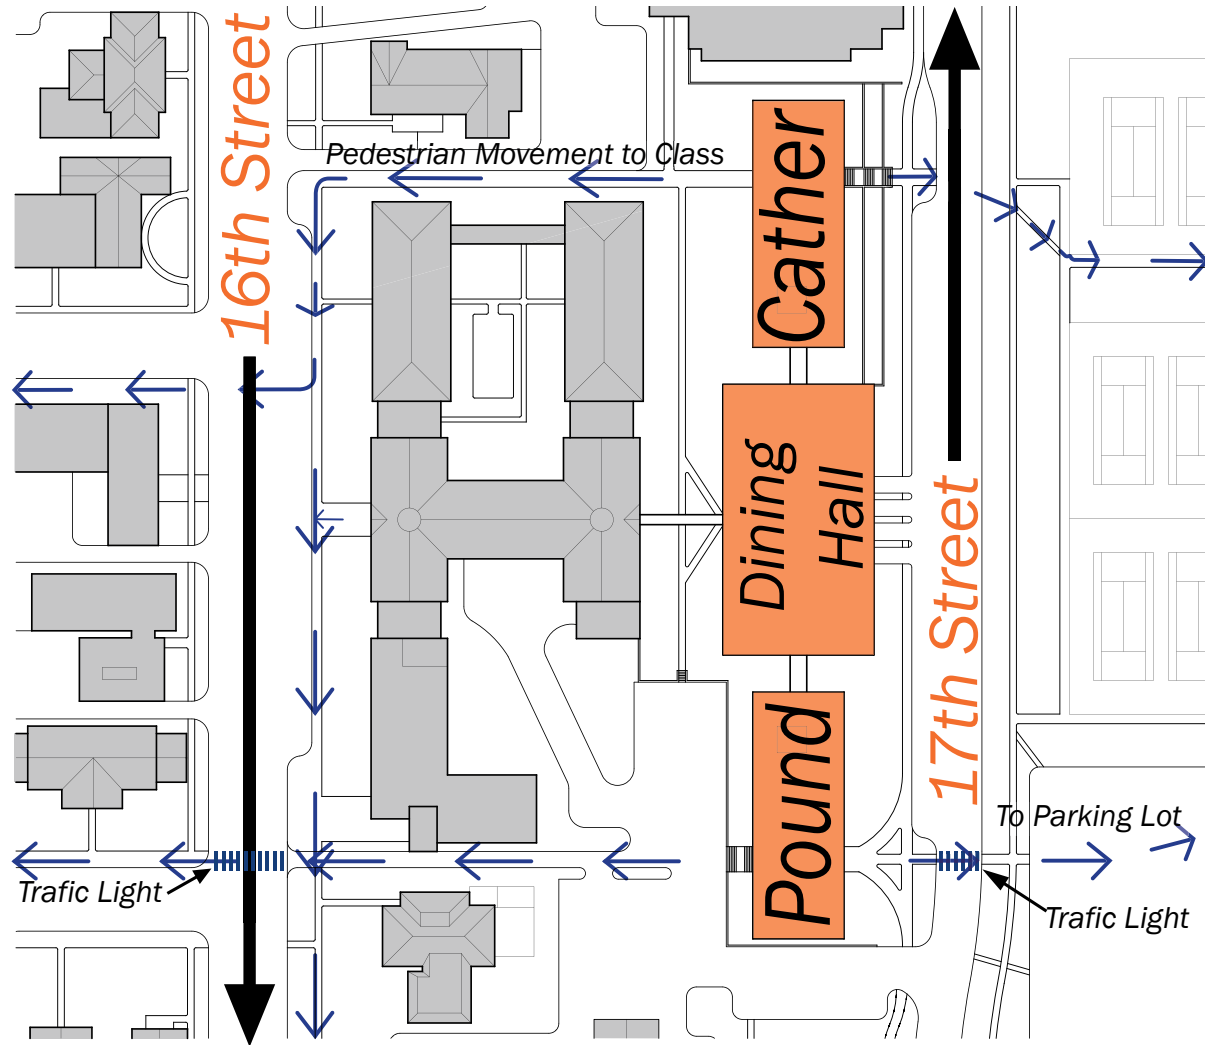 16th Street
Pedestrian Movement to Class
Cather
Dining
Hall
17th Street
Pound
To Parking Lot
Trafic Light
Trafic Light